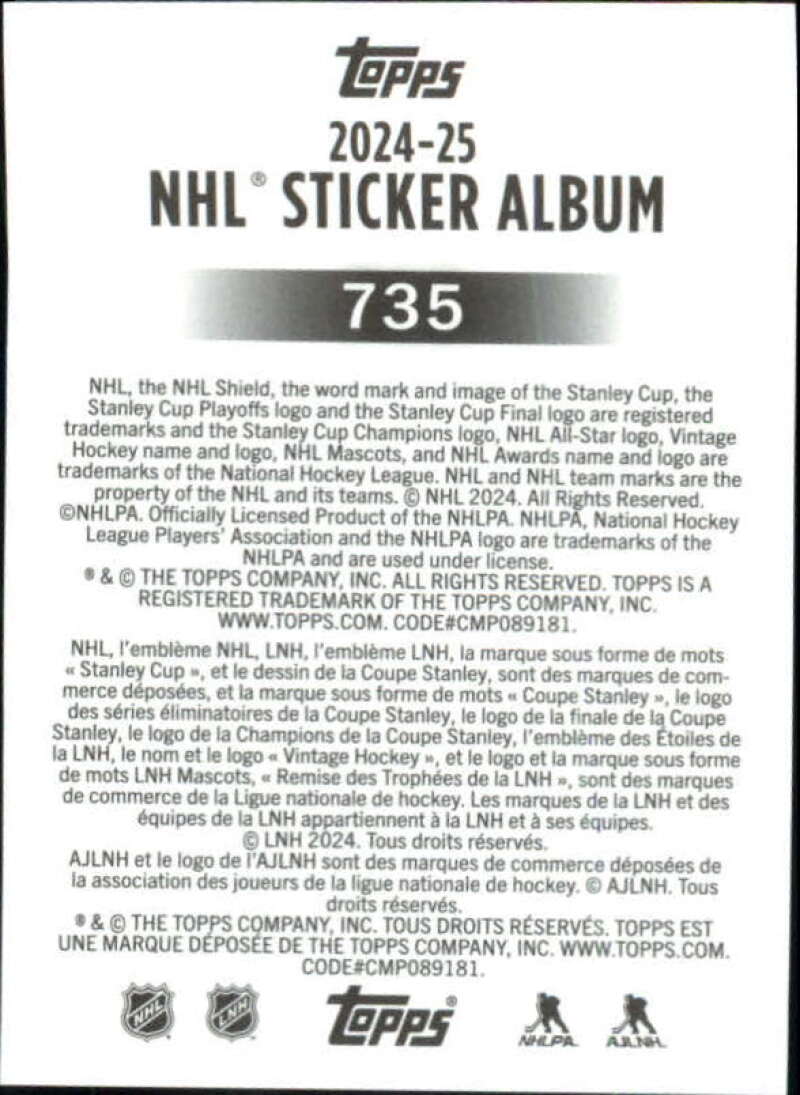 TOPPS
2024-25
NHL® STICKER ALBUM
735
NHL, the NHL Shield, the word mark and image of the Stanley Cup, the
Stanley Cup Playoffs logo and the Stanley Cup Final logo are registered
trademarks and the Stanley Cup Champions logo, NHL All-Star logo, Vintage
Hockey name and logo, NHL Mascots, and NHL Awards name and logo are
trademarks of the National Hockey League. NHL and NHL team marks are the
property of the NHL and its teams. © NHL 2024. All Rights Reserved.
©NHLPA. Officially Licensed Product of the NHLPA. NHLPA, National Hockey
League Players' Association and the NHLPA logo are trademarks of the
NHLPA and are used under license.
® & © THE TOPPS COMPANY, INC. ALL RIGHTS RESERVED. TOPPS IS A
REGISTERED TRADEMARK OF THE TOPPS COMPANY, INC.
WWW.TOPPS.COM. CODE#CMP089181.
NHL, l'emblème NHL, LNH, l'emblème LNH, la marque sous forme de mots
« Stanley Cup », et le dessin de la Coupe Stanley, sont des marques de com-
merce déposées, et la marque sous forme de mots « Coupe Stanley », le logo
des séries éliminatoires de la Coupe Stanley, le logo de la finale de la Coupe
Stanley, le logo de la Champions de la Coupe Stanley, l'emblème des Étoiles de
la LNH, le nom et le logo « Vintage Hockey », et le logo et la marque sous forme
de mots LNH Mascots, « Remise des Trophées de la LNH », sont des marques
de commerce de la Ligue nationale de hockey. Les marques de la LNH et des
équipes de la LNH appartiennent à la LNH et à ses équipes.
© LNH 2024. Tous droits réservés.
AJLNH et le logo de l'AJLNH sont des marques de commerce déposées de
la association des joueurs de la ligue nationale de hockey. © AJLNH. Tous
droits réservés.
® & © THE TOPPS COMPANY, INC. TOUS DROITS RÉSERVÉS. TOPPS EST
UNE MARQUE DÉPOSÉE DE THE TOPPS COMPANY, INC. WWW.TOPPS.COM.
CODE#CMP089181.
NHL LNH TOPPS® NHLPA AJLNH